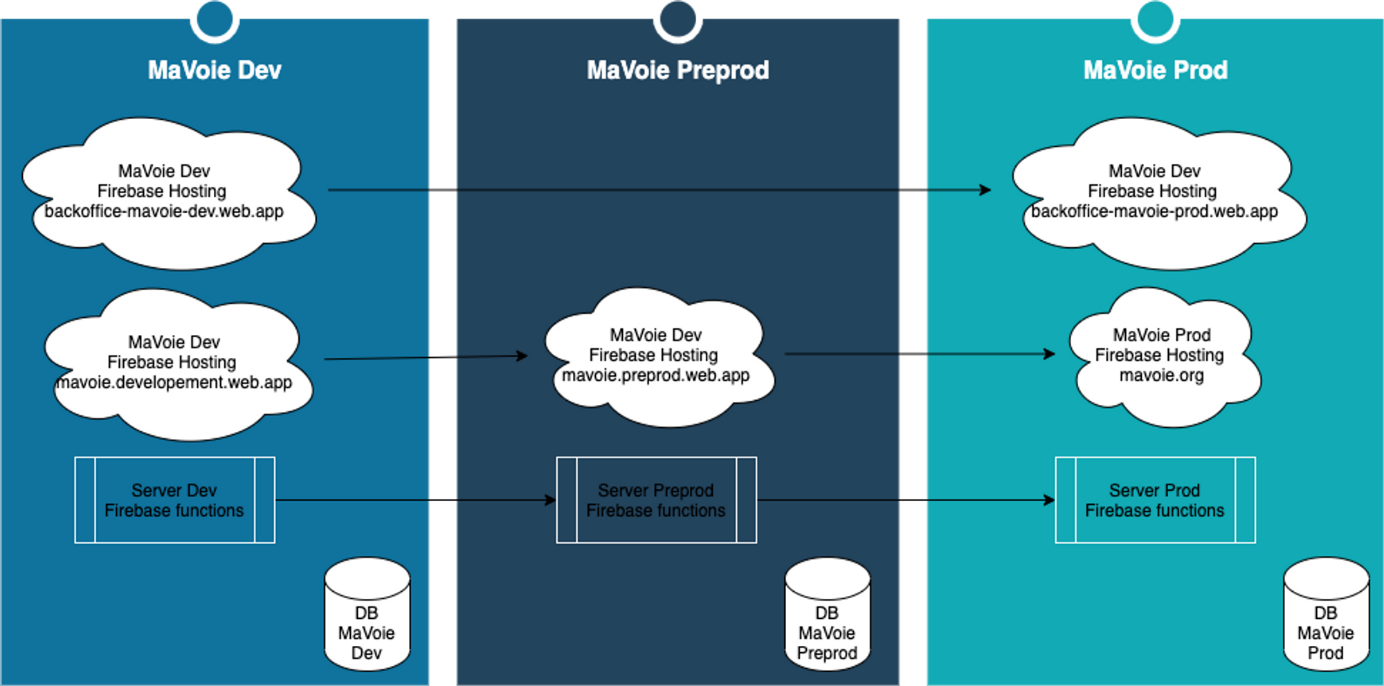 MaVoie Dev
MaVoie Dev
Firebase Hosting
backoffice-mavoie-dev.web.app
MaVoie Dev
Firebase Hosting
mavoie.developement.web.app
Server Dev
Firebase functions
DB
MaVoie
Dev
MaVoie Preprod
MaVoie Dev
Firebase Hosting
mavoie.preprod.web.app
Server Preprod
Firebase functions
DB
MaVoie
Preprod
MaVoie Prod
MaVoie Dev
Firebase Hosting
backoffice-mavoie-prod.web.app
MaVoie Prod
Firebase Hosting
mavoie.org
Server Prod
Firebase functions
DB
MaVoie
Prod